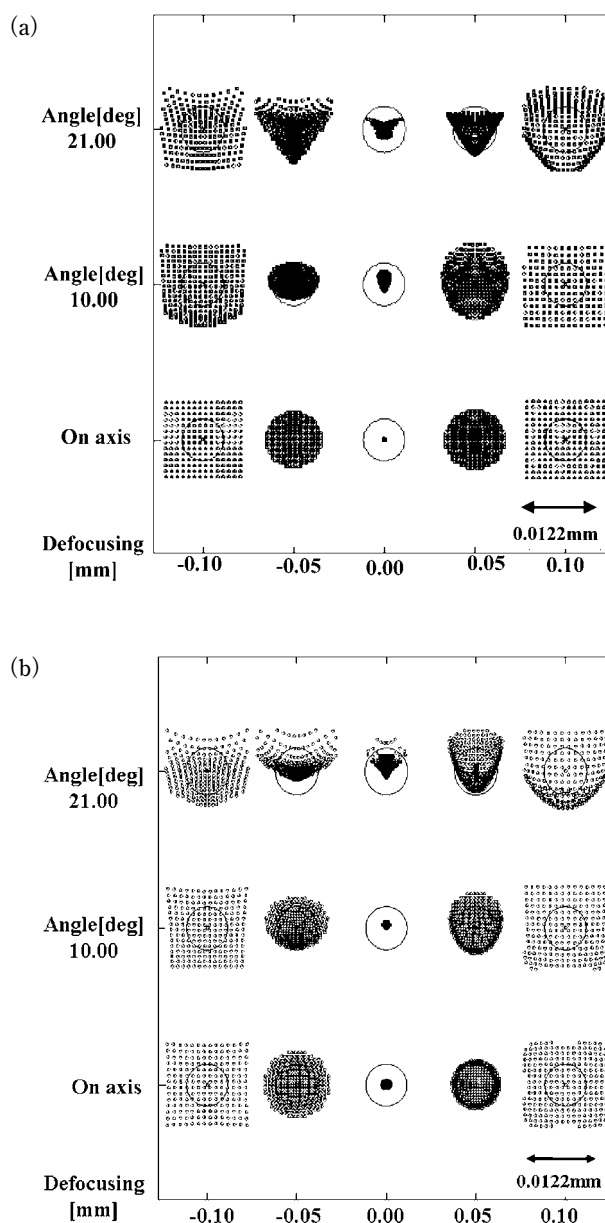 (a)
Angle[deg]
21.00
Angle[deg]
10.00
On axis
0.0122mm
Defocusing
[mm]
-0.10 -0.05 0.00 0.05 0.10
(b)
Angle[deg]
21.00
Angle[deg]
10.00
On axis
0.0122mm
Defocusing
[mm]
-0.10 -0.05 0.00 0.05 0.10